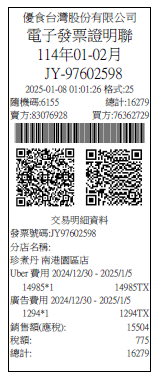 優食台灣股份有限公司
電子發票證明聯
114年01-02月
JY-97602598
2025-01-08 01:01:26 格式:25
隨機碼:6155 總計:16279
賣方:83076928 買方:76362729
交易明細資料
發票號碼:JY97602598
分店名稱:
珍煮丹 南港園區店
Uber 費用 2024/12/30 - 2025/1/5
14985*1 14985TX
廣告費用 2024/12/30 - 2025/1/5
1294*1 1294TX
銷售額(應稅): 15504
稅額: 775
總計: 16279